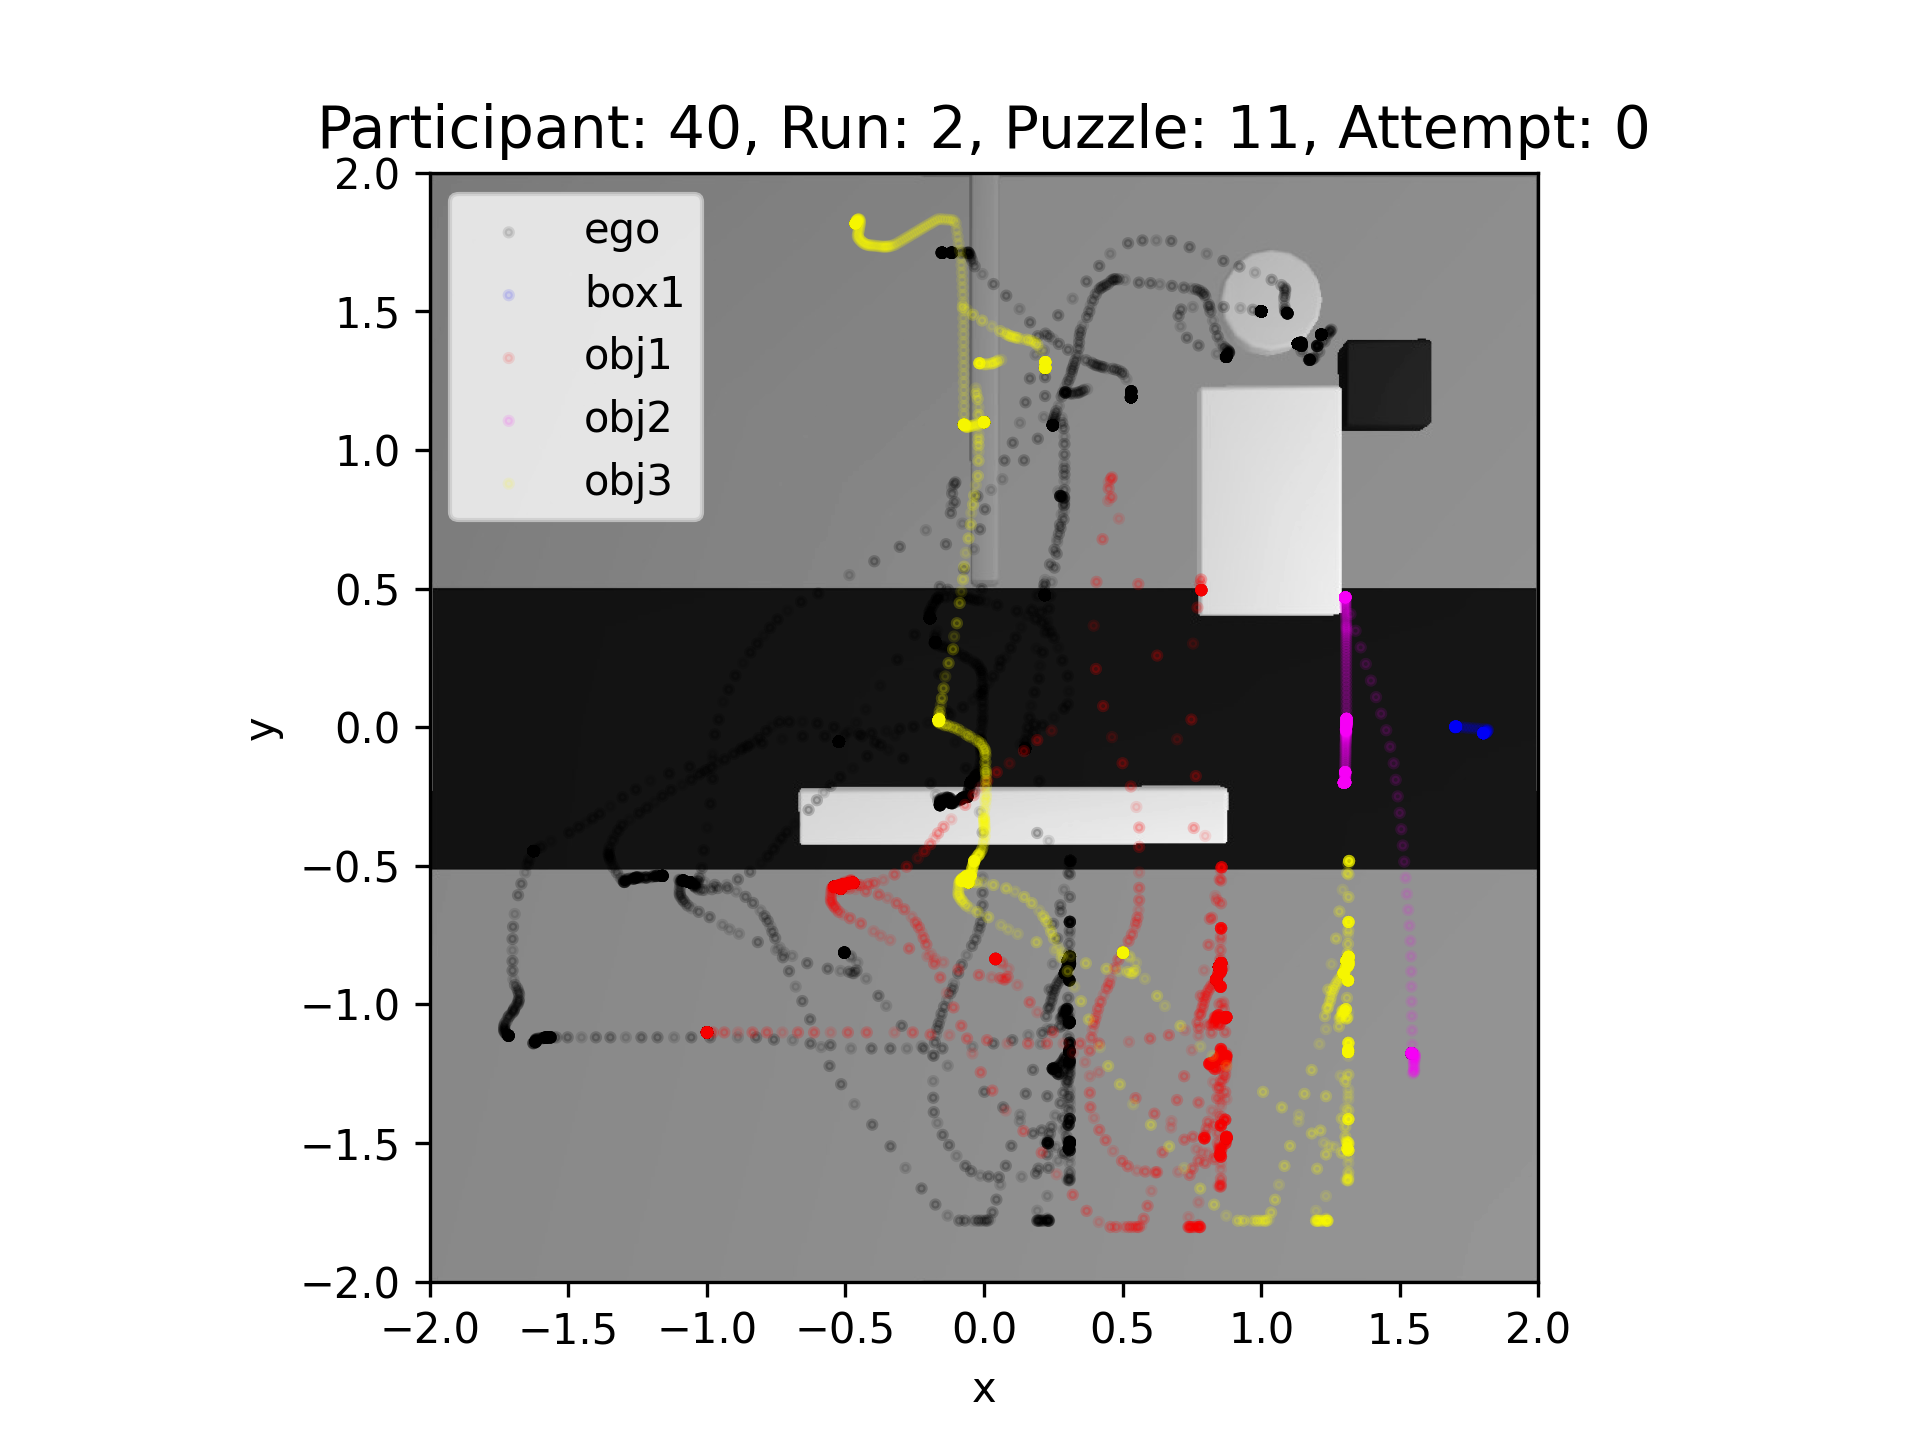 Participant: 40, Run: 2, Puzzle: 11, Attempt: 0
2.0
1.5
1.0
0.5
0.0
−0.5
−1.0
−1.5
−2.0
y
ego
box1
obj1
obj2
obj3
−2.0 −1.5 −1.0 −0.5 0.0 0.5 1.0 1.5 2.0
x